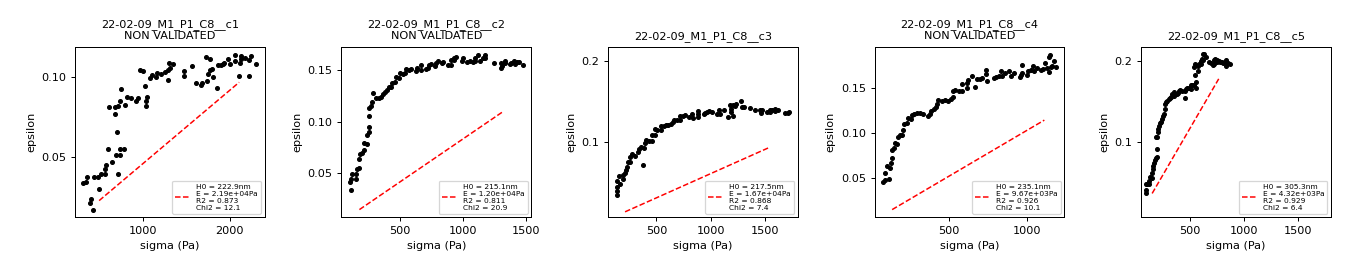 22-02-09_M1_P1_C8__c1
NON VALIDATED
epsilon
0.10
0.05
1000
2000
sigma (Pa)
H0 = 222.9nm
E = 2.19e+04Pa
R2 = 0.873
Chi2 = 12.1
22-02-09_M1_P1_C8__c2
NON VALIDATED
epsilon
0.15
0.10
0.05
500
1000
1500
sigma (Pa)
H0 = 215.1nm
E = 1.20e+04Pa
R2 = 0.811
Chi2 = 20.9
22-02-09_M1_P1_C8__c3
epsilon
0.2
0.1
500
1000
1500
sigma (Pa)
H0 = 217.5nm
E = 1.67e+04Pa
R2 = 0.868
Chi2 = 7.4
22-02-09_M1_P1_C8__c4
NON VALIDATED
epsilon
0.15
0.10
0.05
500
1000
sigma (Pa)
H0 = 235.1nm
E = 9.67e+03Pa
R2 = 0.926
Chi2 = 10.1
22-02-09_M1_P1_C8__c5
epsilon
0.2
0.1
500
1000
1500
sigma (Pa)
H0 = 305.3nm
E = 4.32e+03Pa
R2 = 0.929
Chi2 = 6.4